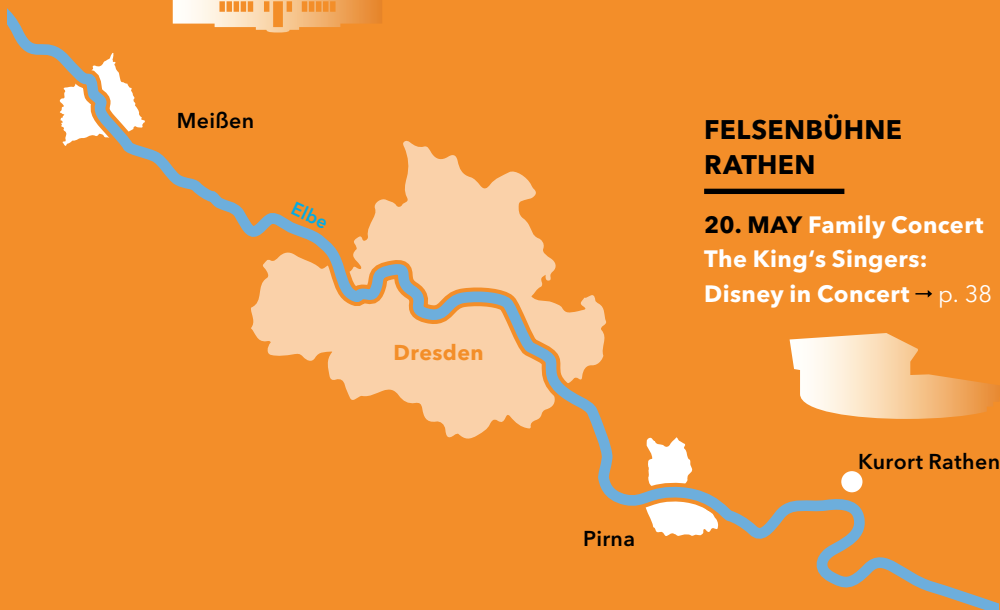 Meißen
FELSENBÜHNE
RATHEN
Elbe
20. MAY Family Concert
The King‘s Singers:
Disney in Concert → p. 38
Dresden
Kurort Rathen
Pirna